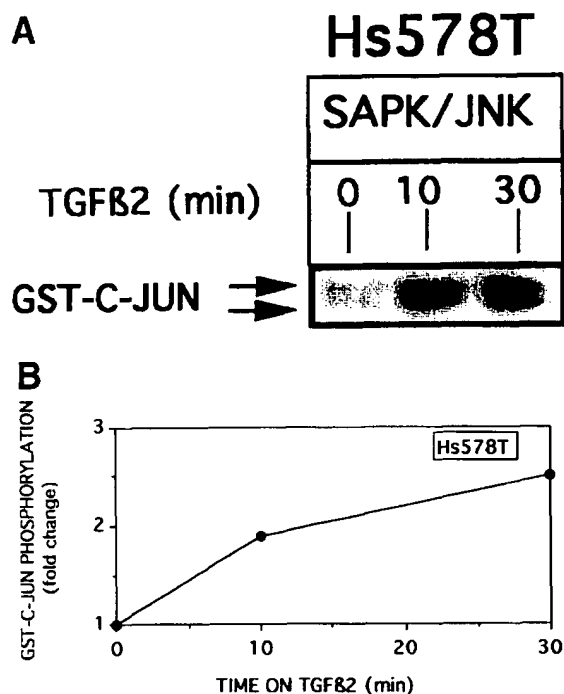 A
Hs578T
SAPK/JNK
TGFß2 (min)
0 10 30
GST-C-JUN
B
GST-C-JUN PHOSPHORYLATION
(fold change)
3
2
1
Hs578T
0 10 20 30
TIME ON TGFß2 (min)